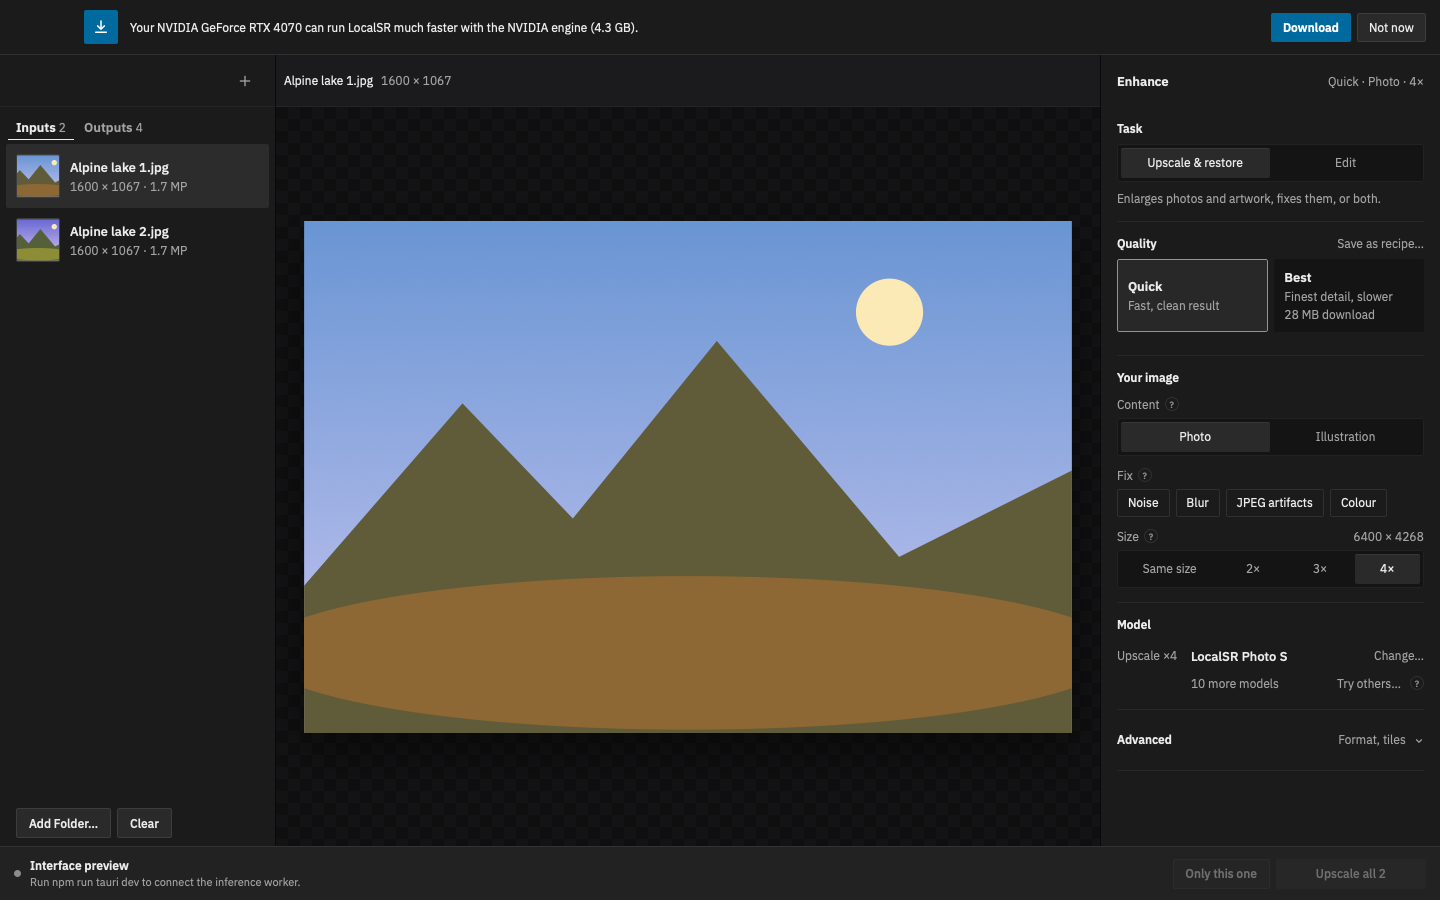 Your NVIDIA GeForce RTX 4070 can run LocalSR much faster with the NVIDIA engine (4.3 GB).
Download
Not now
Alpine lake 1.jpg 1600 × 1067
Enhance
Quick · Photo · 4×
Inputs 2
Outputs 4
Alpine lake 1.jpg
1600 × 1067 · 1.7 MP
Alpine lake 2.jpg
1600 × 1067 · 1.7 MP
Add Folder...
Clear
Task
Upscale & restore
Edit
Enlarges photos and artwork, fixes them, or both.
Quality
Save as recipe...
Quick
Fast, clean result
Best
Finest detail, slower
28 MB download
Your image
Content ?
Photo
Illustration
Fix ?
Noise
Blur
JPEG artifacts
Colour
Size ?
6400 × 4268
Same size
2×
3×
4×
Model
Upscale ×4
LocalSR Photo S
Change...
10 more models
Try others... ?
Advanced
Format, tiles
Interface preview
Run npm run tauri dev to connect the inference worker.
Only this one
Upscale all 2